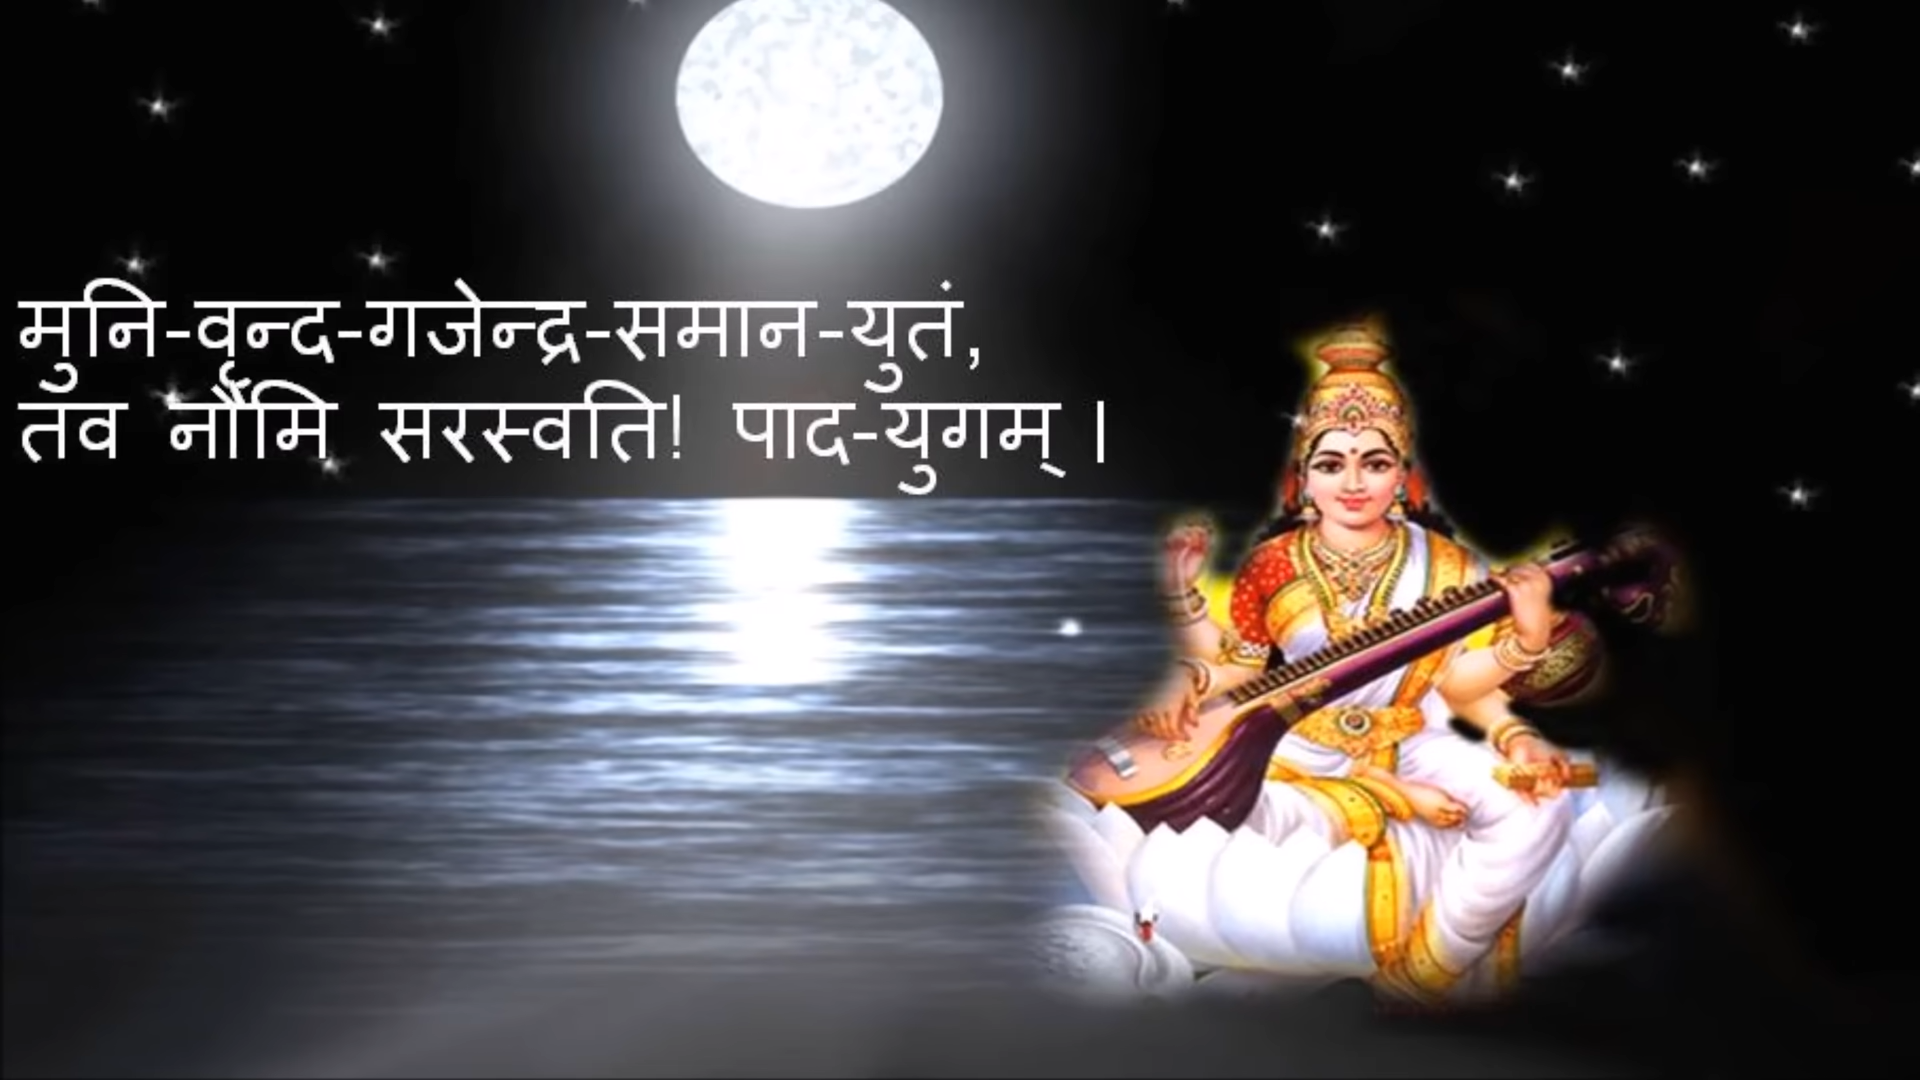 मुनि-वृन्द-गजेन्द्र-समान-युतं,
तव नौमि सरस्वति! पाद-युगम् ।